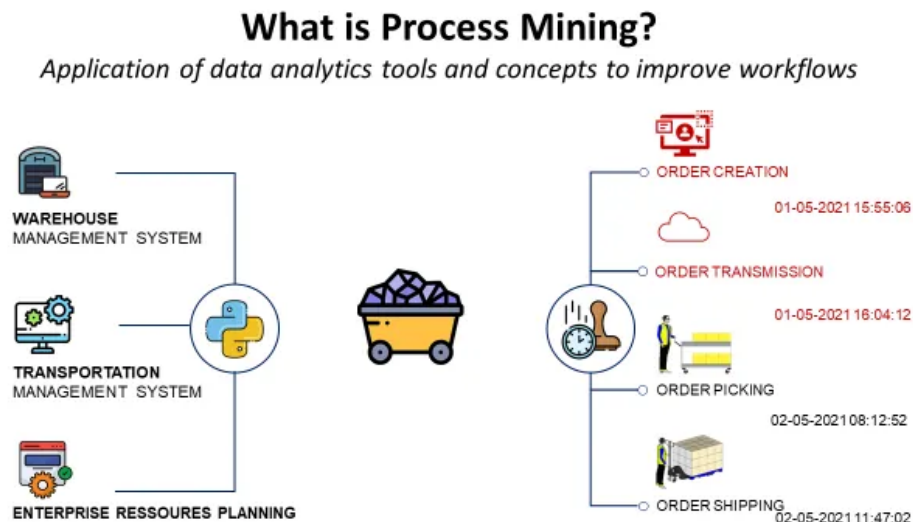 What is Process Mining?
Application of data analytics tools and concepts to improve workflows
WAREHOUSE
MANAGEMENT SYSTEM
TRANSPORTATION
MANAGEMENT SYSTEM
ENTERPRISE RESSOURES PLANNING
ORDER CREATION
01-05-2021 15:55:06
ORDER TRANSMISSION
01-05-2021 16:04:12
ORDER PICKING
02-05-2021 08:12:52
ORDER SHIPPING
02-05-2021 11:47:02